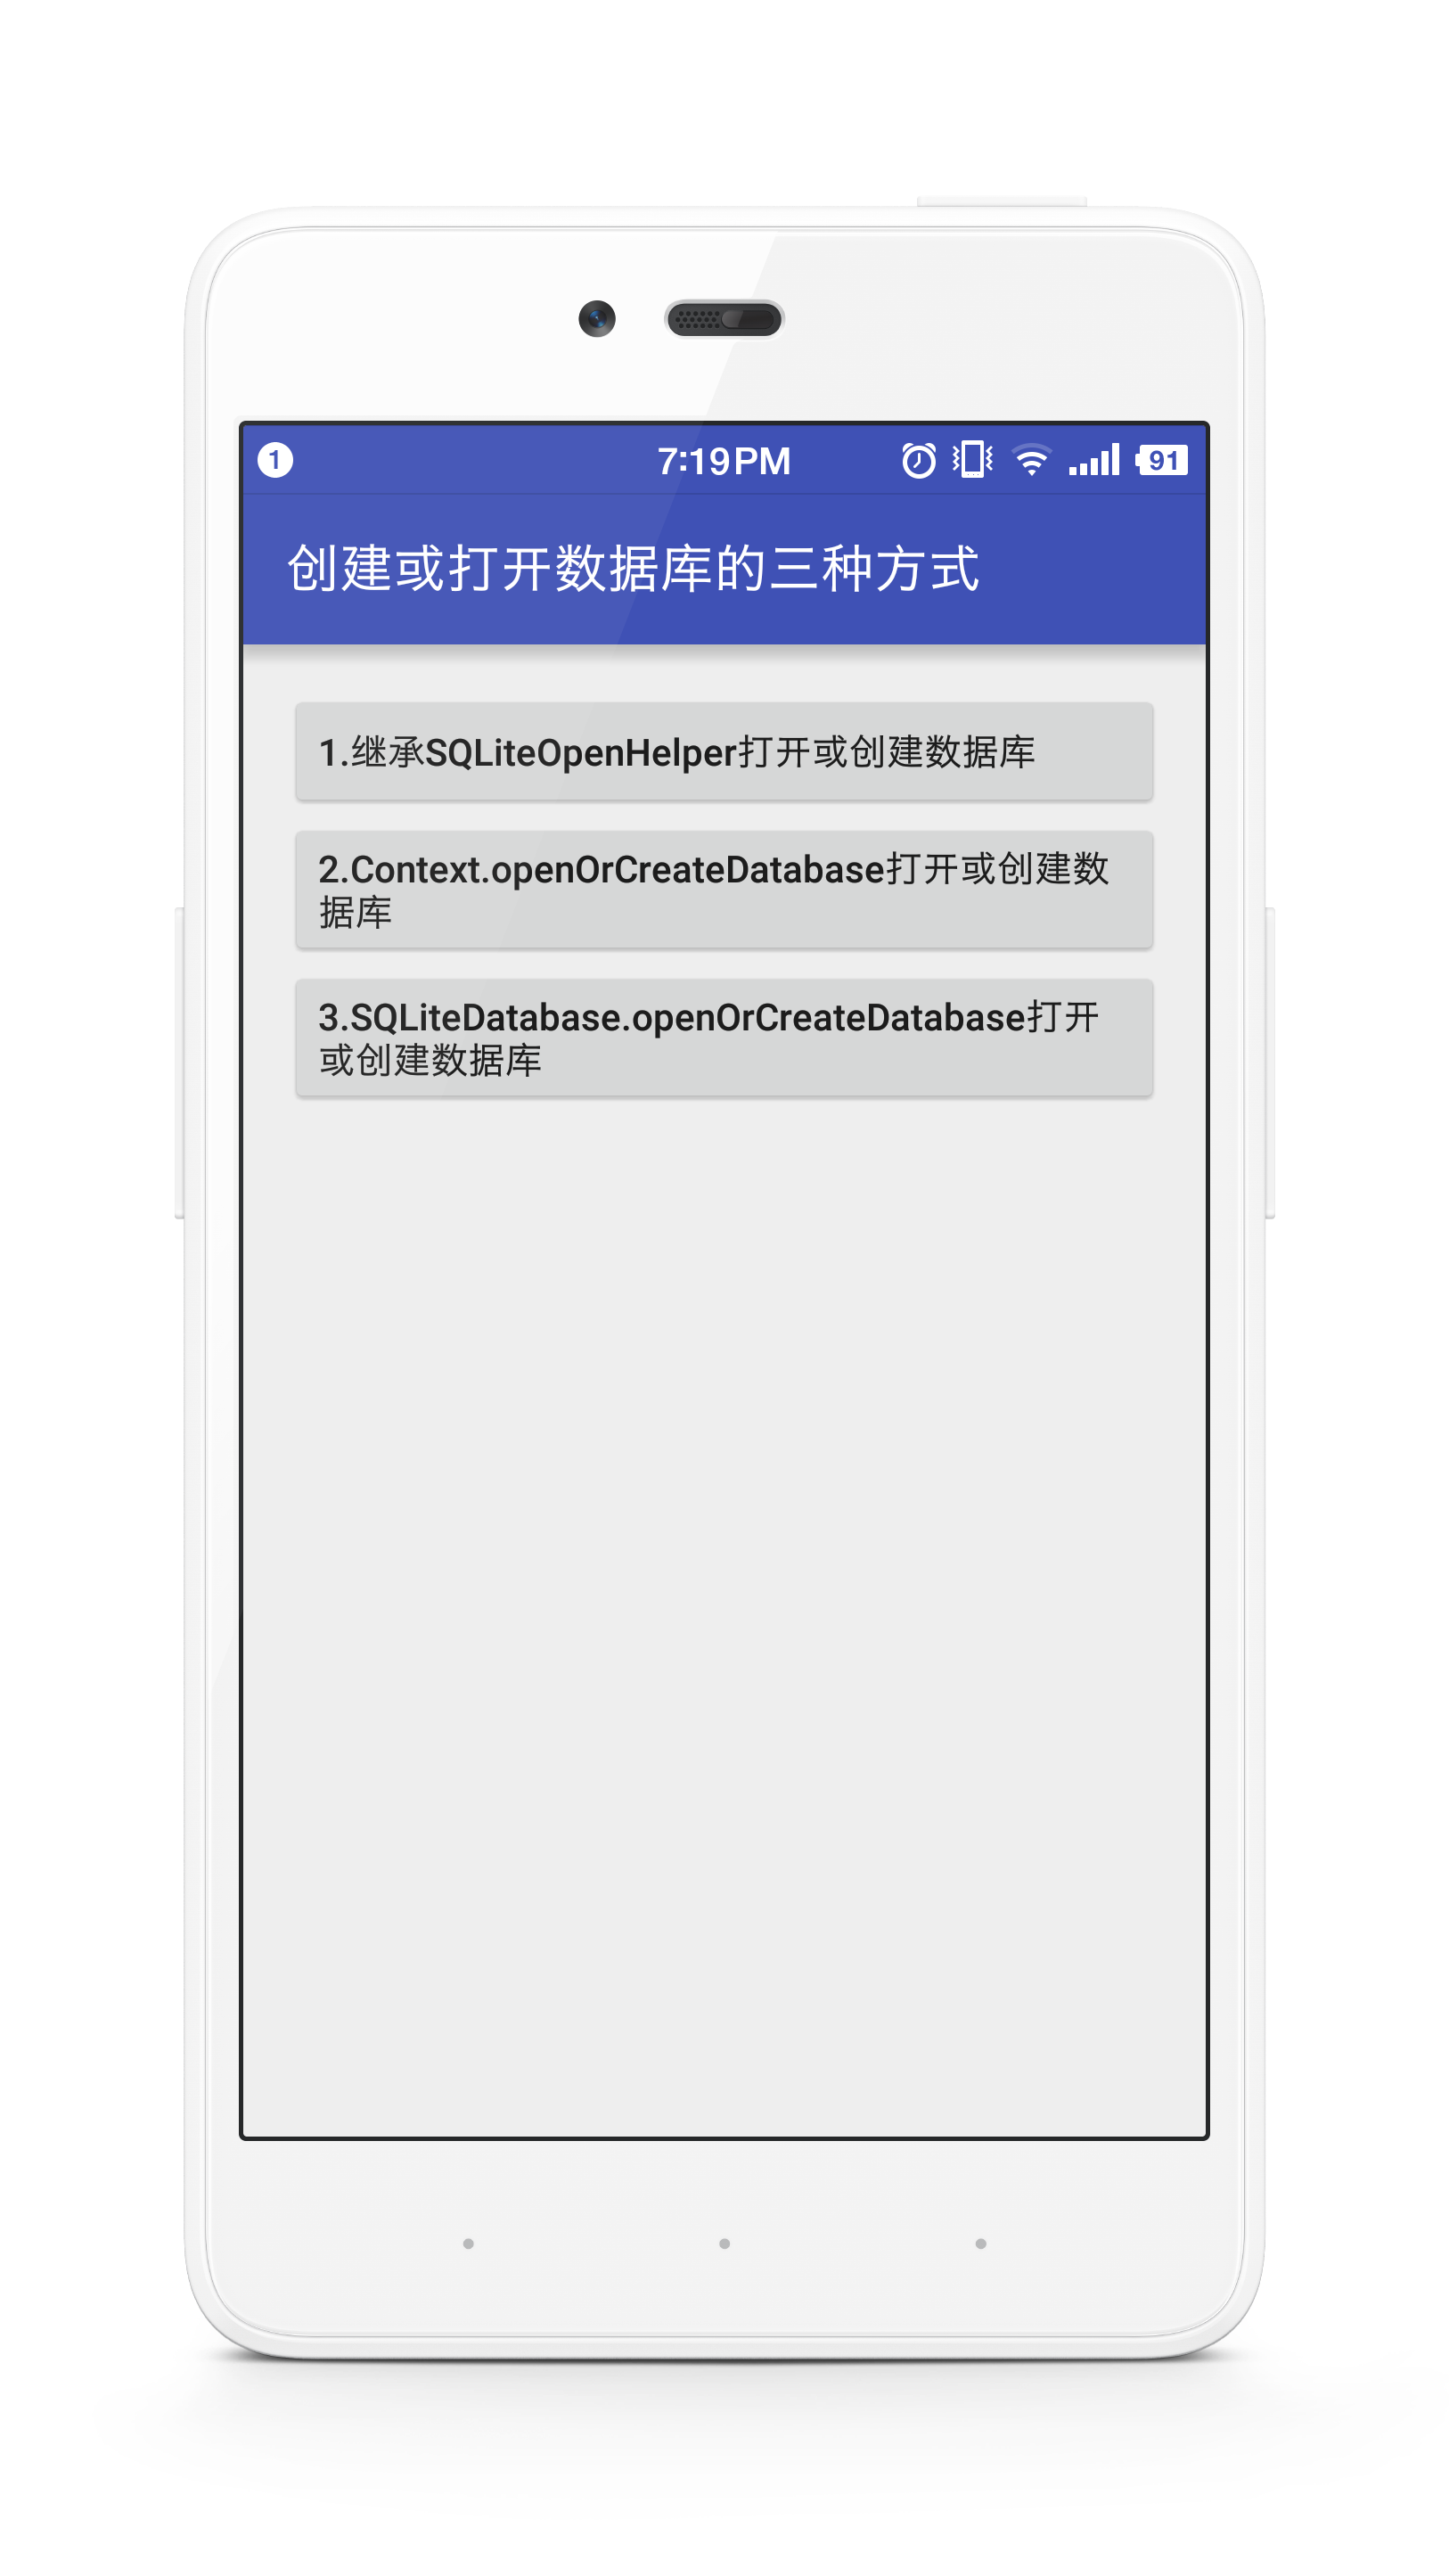 1
7:19PM
91
创建或打开数据库的三种方式
1.继承SQLiteOpenHelper打开或创建数据库
2.Context.openOrCreateDatabase打开或创建数
据库
3.SQLiteDatabase.openOrCreateDatabase打开
或创建数据库